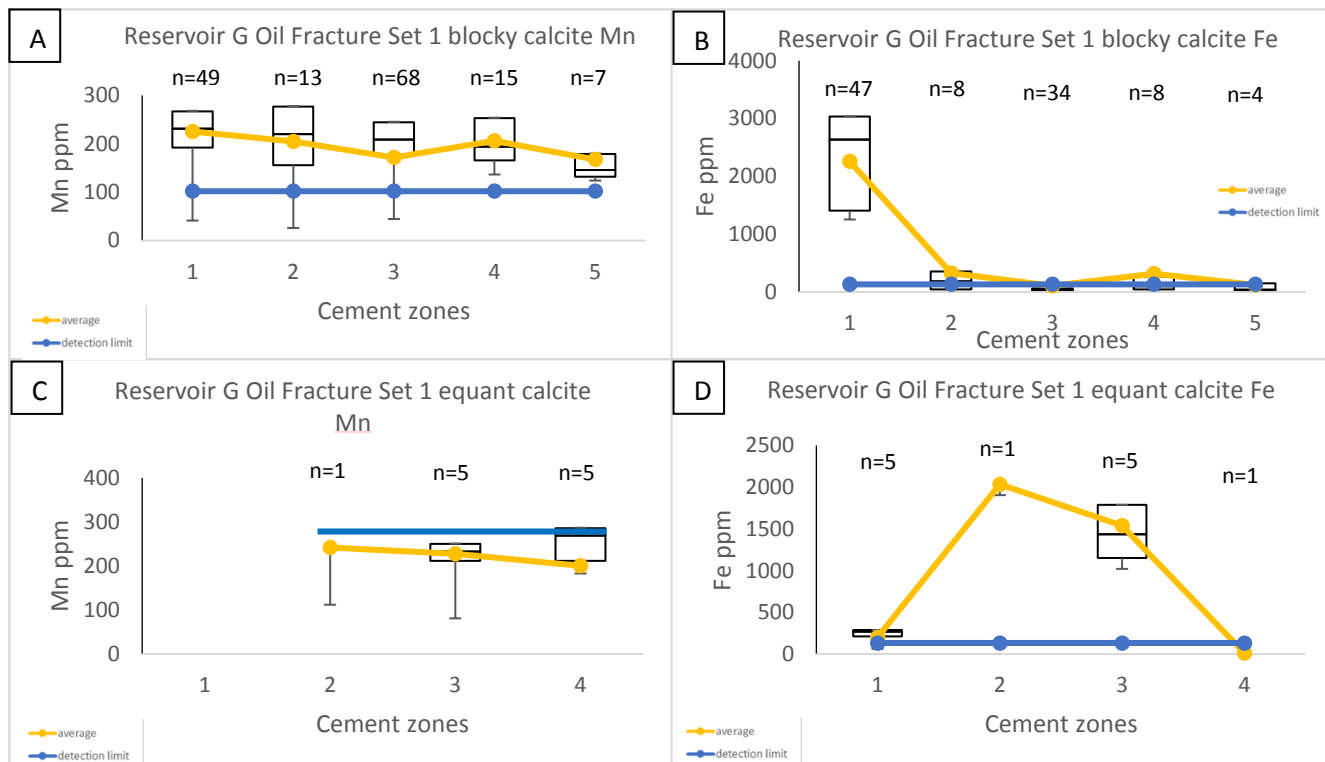 A
Reservoir G Oil Fracture Set 1 blocky calcite Mn
n=49 n=13 n=68 n=15 n=7
300
200
100
0
Mn ppm
1 2 3 4 5
Cement zones
average
detection limit
B
Reservoir G Oil Fracture Set 1 blocky calcite Fe
4000
3000
2000
1000
0
Fe ppm
n=47 n=8 n=34 n=8 n=4
average
detection limit
1 2 3 4 5
Cement zones
C
Reservoir G Oil Fracture Set 1 equant calcite
Mn
n=1 n=5 n=5
400
300
200
100
0
Mn ppm
1 2 3 4
Cement zones
average
detection limit
D
Reservoir G Oil Fracture Set 1 equant calcite Fe
n=5 n=1 n=5 n=1
2500
2000
1500
1000
500
0
Fe ppm
1 2 3 4
Cement zones
average
detection limit